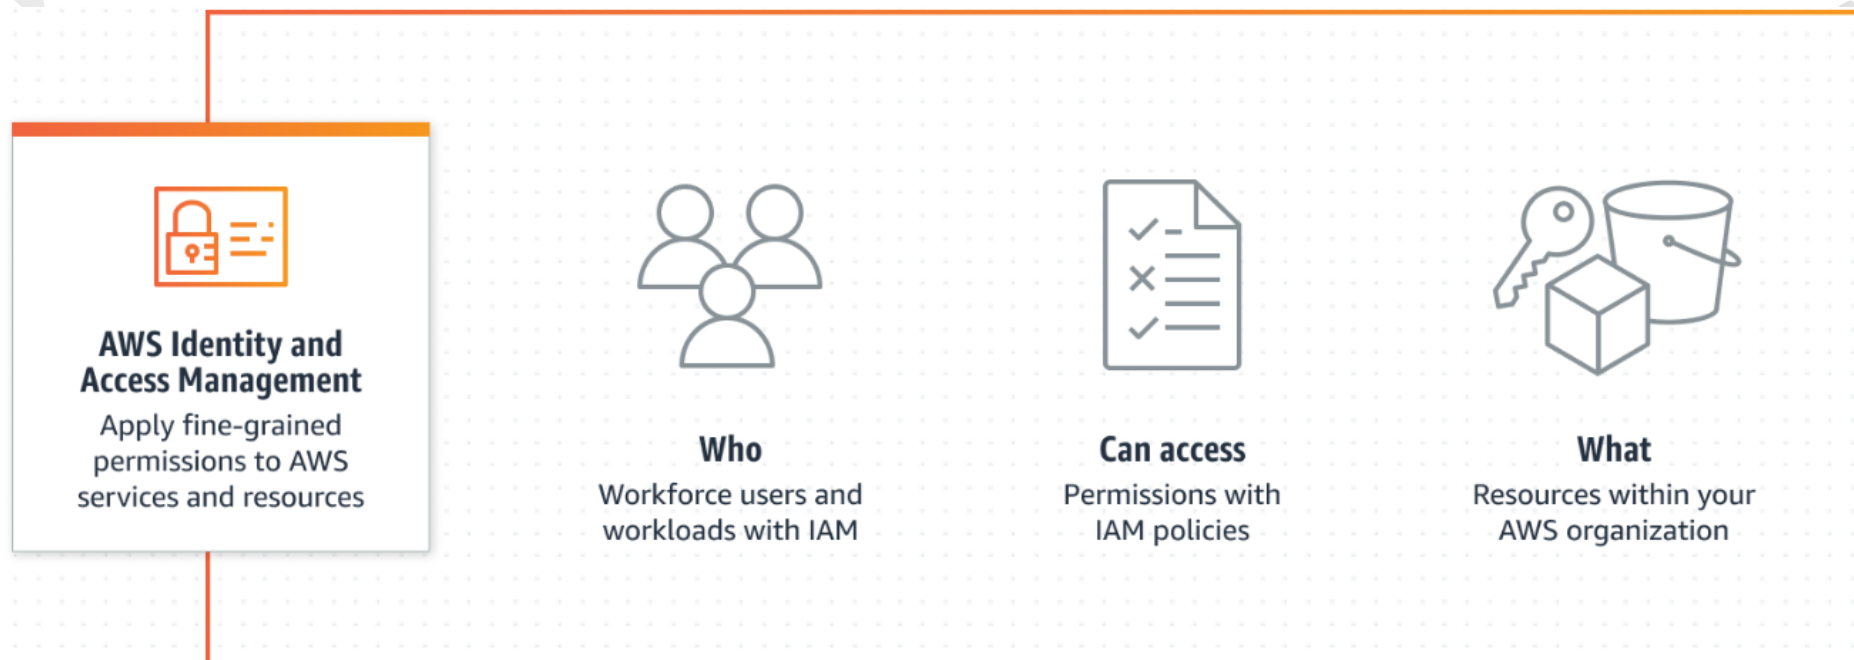 AWS Identity and
Access Management
Apply fine-grained
permissions to AWS
services and resources
Who
Workforce users and
workloads with IAM
Can access
Permissions with
IAM policies
What
Resources within your
AWS organization